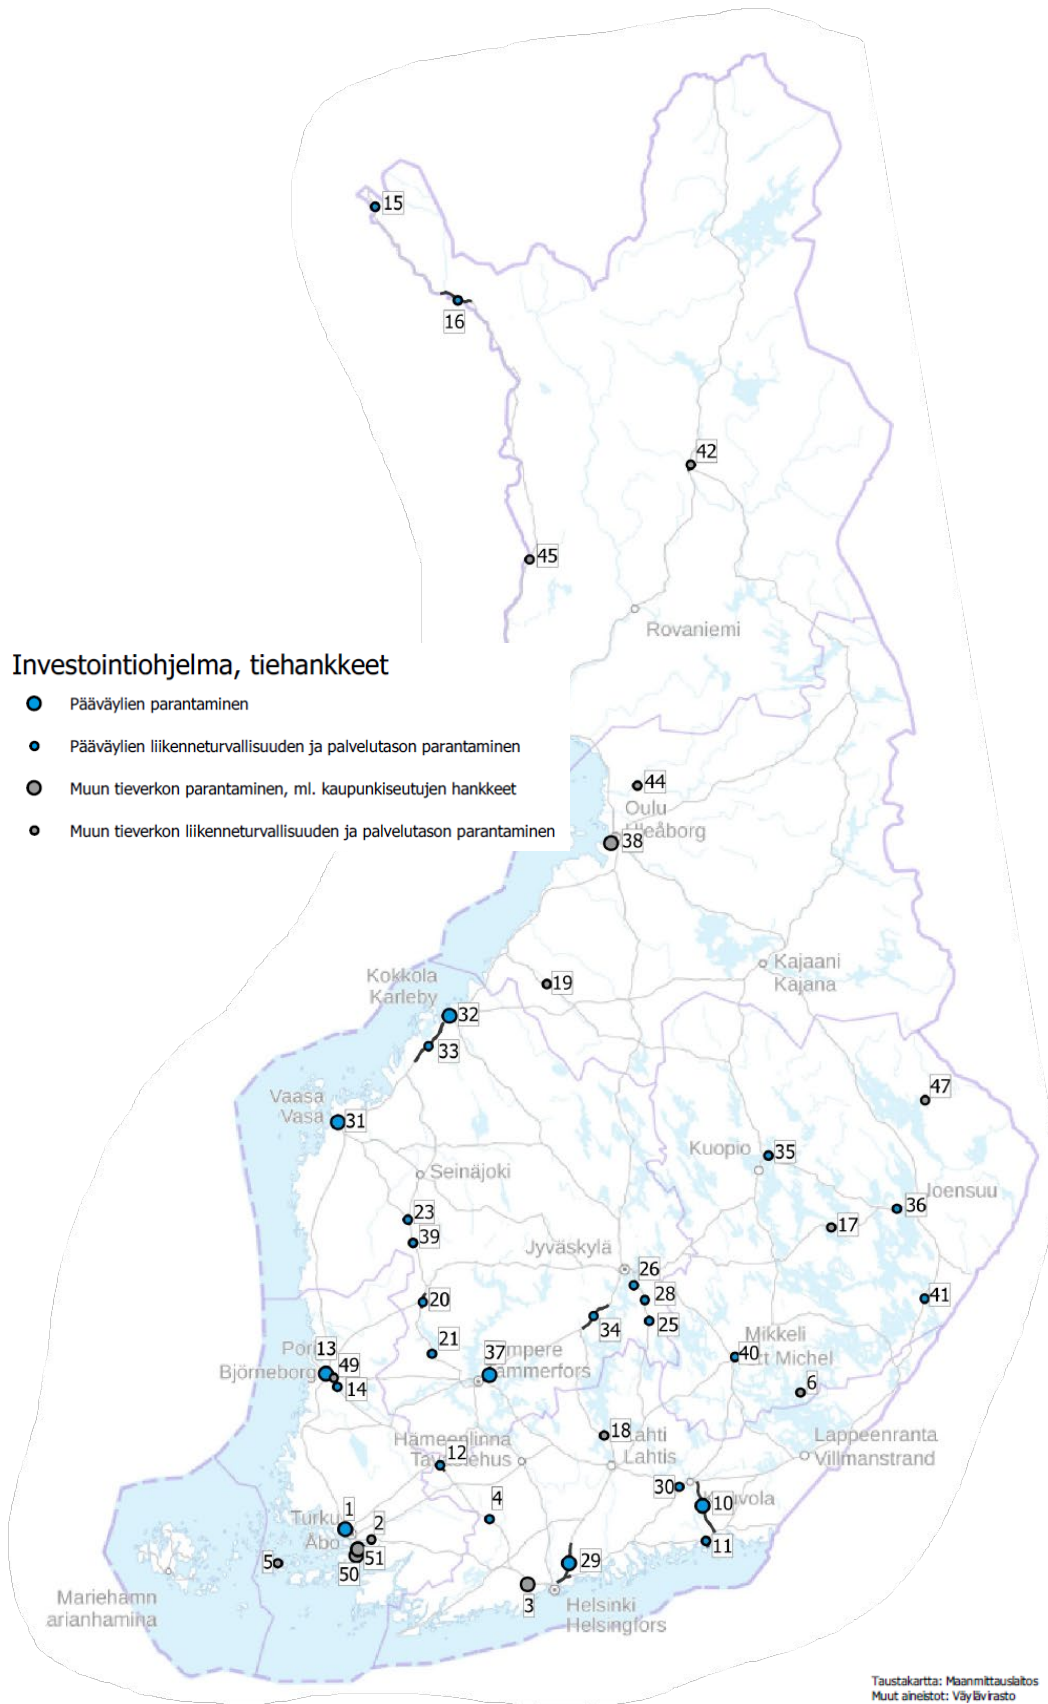 15
16
42
45
Rovaniemi
Investointiohjelma, tiehankkeet
Pääväylien parantaminen
Pääväylien liikenneturvallisuuden ja palvelutason parantaminen
Muun tieverkon parantaminen, ml. kaupunkiseutujen hankkeet
Muun tieverkon liikenneturvallisuuden ja palvelutason parantaminen
44
Oulu
38
Kajaani
Kajana
Kokkola
Karleby
19
32
33
Vaasa
Vasa
31
47
Kuopio
35
Seinäjoki
36
Joensuu
23
17
39
Jyväskylä
26
28
41
20
25
34
21
Mikkeli
40
37
13
49
Björneborg
14
6
18
Hämeenlinna
12
Lahtis
Lappeenranta
Villmanstrand
30
10
4
1
2
Turku
Åbo
11
51
50
5
29
3
Helsinki
Helsingfors
Mariehamn
arianhamina
Taustakartta: Maanmittauslaitos
Muut aineistot: Väylävirasto